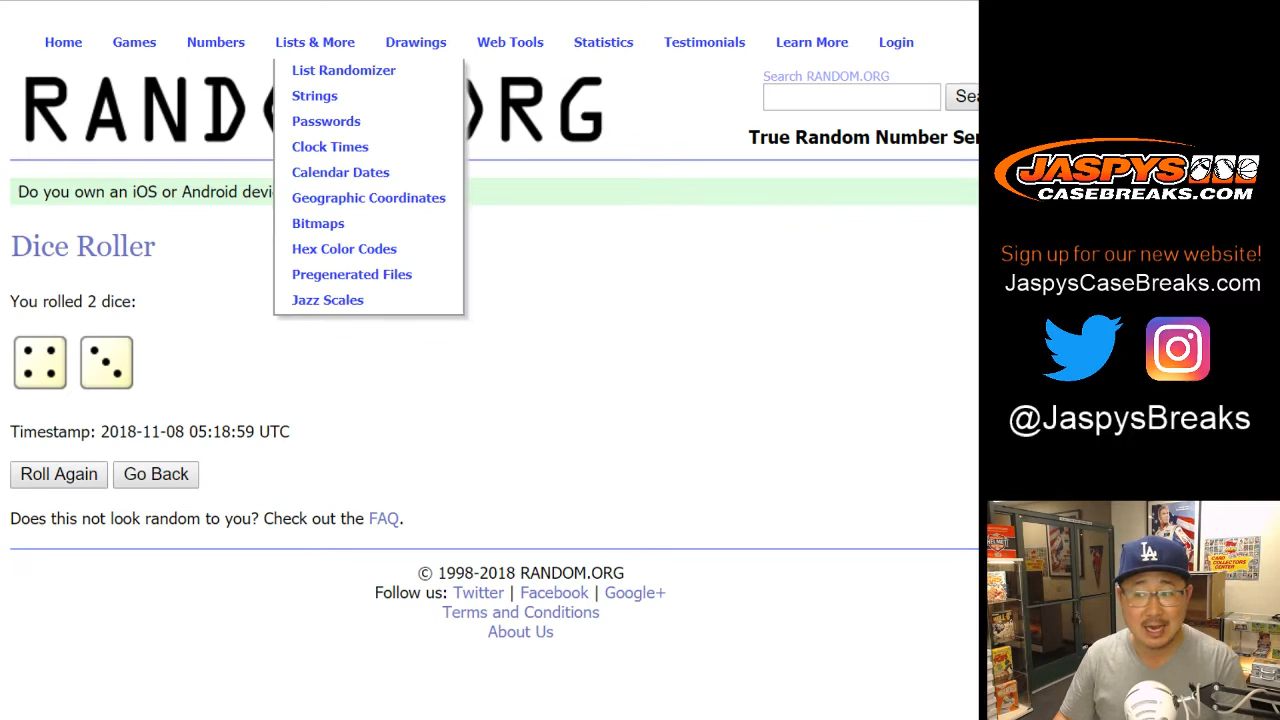 Home Games Numbers Lists & More Drawings Web Tools Statistics Testimonials Learn More Login
List Randomizer
Strings
Passwords
Clock Times
Calendar Dates
Geographic Coordinates
Bitmaps
Hex Color Codes
Pregenerated Files
Jazz Scales
RAND ORG
Search RANDOM.ORG
Sea
True Random Number Ser
Do you own an iOS or Android devi
Dice Roller
You rolled 2 dice:
Timestamp: 2018-11-08 05:18:59 UTC
Roll Again Go Back
Does this not look random to you? Check out the FAQ.
© 1998-2018 RANDOM.ORG
Follow us: Twitter | Facebook | Google+
Terms and Conditions
About Us
JASPYS
CASEBREAKS.COM
Sign up for our new website!
JaspysCaseBreaks.com
@JaspysBreaks
LA